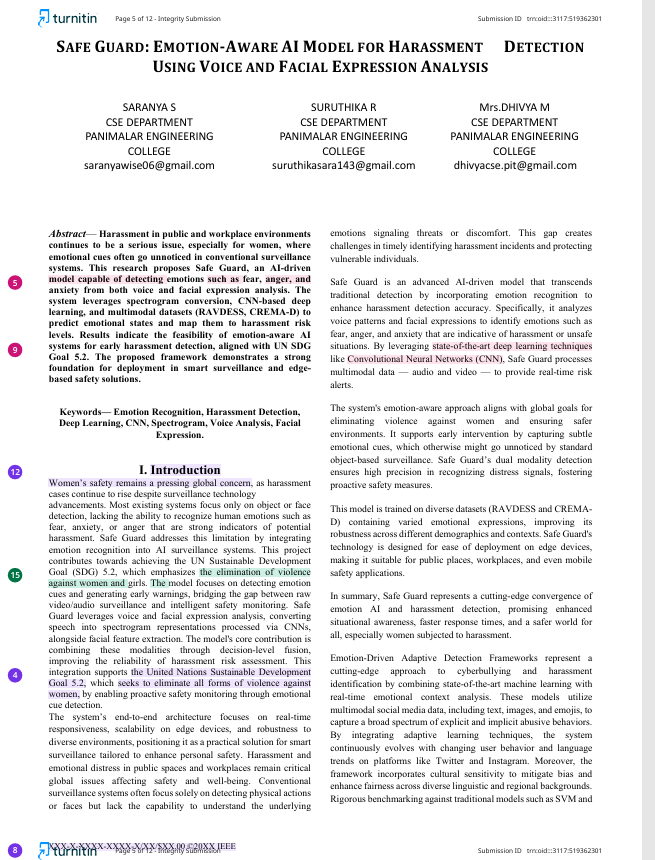 turnitin
Page 5 of 12 - Integrity Submission
Submission ID trn:oid:::3117:519362301
SAFE GUARD: EMOTION-AWARE AI MODEL FOR HARASSMENT DETECTION
USING VOICE AND FACIAL EXPRESSION ANALYSIS
SARANYA S
CSE DEPARTMENT
PANIMALAR ENGINEERING
COLLEGE
saranyawise06@gmail.com
SURUTHIKA R
CSE DEPARTMENT
PANIMALAR ENGINEERING
COLLEGE
suruthikasara143@gmail.com
Mrs.DHIVYA M
CSE DEPARTMENT
PANIMALAR ENGINEERING
COLLEGE
dhivyacse.pit@gmail.com
Abstract— Harassment in public and workplace environments
continues to be a serious issue, especially for women, where
emotional cues often go unnoticed in conventional surveillance
systems. This research proposes Safe Guard, an AI-driven
5
model capable of detecting emotions such as fear, anger, and
anxiety from both voice and facial expression analysis. The
system leverages spectrogram conversion, CNN-based deep
learning, and multimodal datasets (RAVDESS, CREMA-D) to
predict emotional states and map them to harassment risk
levels. Results indicate the feasibility of emotion-aware AI
9
systems for early harassment detection, aligned with UN SDG
Goal 5.2. The proposed framework demonstrates a strong
foundation for deployment in smart surveillance and edge-
based safety solutions.
Keywords— Emotion Recognition, Harassment Detection,
Deep Learning, CNN, Spectrogram, Voice Analysis, Facial
Expression.
12
I. Introduction
Women's safety remains a pressing global concern, as harassment
cases continue to rise despite surveillance technology
advancements. Most existing systems focus only on object or face
detection, lacking the ability to recognize human emotions such as
fear, anxiety, or anger that are strong indicators of potential
harassment. Safe Guard addresses this limitation by integrating
emotion recognition into AI surveillance systems. This project
contributes towards achieving the UN Sustainable Development
15
Goal (SDG) 5.2, which emphasizes the elimination of violence
against women and girls. The model focuses on detecting emotion
cues and generating early warnings, bridging the gap between raw
video/audio surveillance and intelligent safety monitoring. Safe
Guard leverages voice and facial expression analysis, converting
speech into spectrogram representations processed via CNNs,
alongside facial feature extraction. The model's core contribution is
combining these modalities through decision-level fusion,
improving the reliability of harassment risk assessment. This
4
integration supports the United Nations Sustainable Development
Goal 5.2, which seeks to eliminate all forms of violence against
women, by enabling proactive safety monitoring through emotional
cue detection.
The system's end-to-end architecture focuses on real-time
responsiveness, scalability on edge devices, and robustness to
diverse environments, positioning it as a practical solution for smart
surveillance tailored to enhance personal safety. Harassment and
emotional distress in public spaces and workplaces remain critical
global issues affecting safety and well-being. Conventional
surveillance systems often focus solely on detecting physical actions
or faces but lack the capability to understand the underlying
emotions signaling threats or discomfort. This gap creates
challenges in timely identifying harassment incidents and protecting
vulnerable individuals.
Safe Guard is an advanced AI-driven model that transcends
traditional detection by incorporating emotion recognition to
enhance harassment detection accuracy. Specifically, it analyzes
voice patterns and facial expressions to identify emotions such as
fear, anger, and anxiety that are indicative of harassment or unsafe
situations. By leveraging state-of-the-art deep learning techniques
like Convolutional Neural Networks (CNN), Safe Guard processes
multimodal data — audio and video — to provide real-time risk
alerts.
The system's emotion-aware approach aligns with global goals for
eliminating violence against women and ensuring safer
environments. It supports early intervention by capturing subtle
emotional cues, which otherwise might go unnoticed by standard
object-based surveillance. Safe Guard's dual modality detection
ensures high precision in recognizing distress signals, fostering
proactive safety measures.
This model is trained on diverse datasets (RAVDESS and CREMA-
D) containing varied emotional expressions, improving its
robustness across different demographics and contexts. Safe Guard's
technology is designed for ease of deployment on edge devices,
making it suitable for public places, workplaces, and even mobile
safety applications.
In summary, Safe Guard represents a cutting-edge convergence of
emotion AI and harassment detection, promising enhanced
situational awareness, faster response times, and a safer world for
all, especially women subjected to harassment.
Emotion-Driven Adaptive Detection Frameworks represent a
cutting-edge approach to cyberbullying and harassment
identification by combining state-of-the-art machine learning with
real-time emotional context analysis. These models utilize
multimodal social media data, including text, images, and emojis, to
capture a broad spectrum of explicit and implicit abusive behaviors.
By integrating adaptive learning techniques, the system
continuously evolves with changing user behavior and language
trends on platforms like Twitter and Instagram. Moreover, the
framework incorporates cultural sensitivity to mitigate bias and
enhance fairness across diverse linguistic and regional backgrounds.
Rigorous benchmarking against traditional models such as SVM and
8
XXX-X-XXXX-XXXX-X/XX/$XX.00 ©20XX IEEE
turnitin
Page 5 of 12 - Integrity Submission
Submission ID trn:oid:::3117:519362301